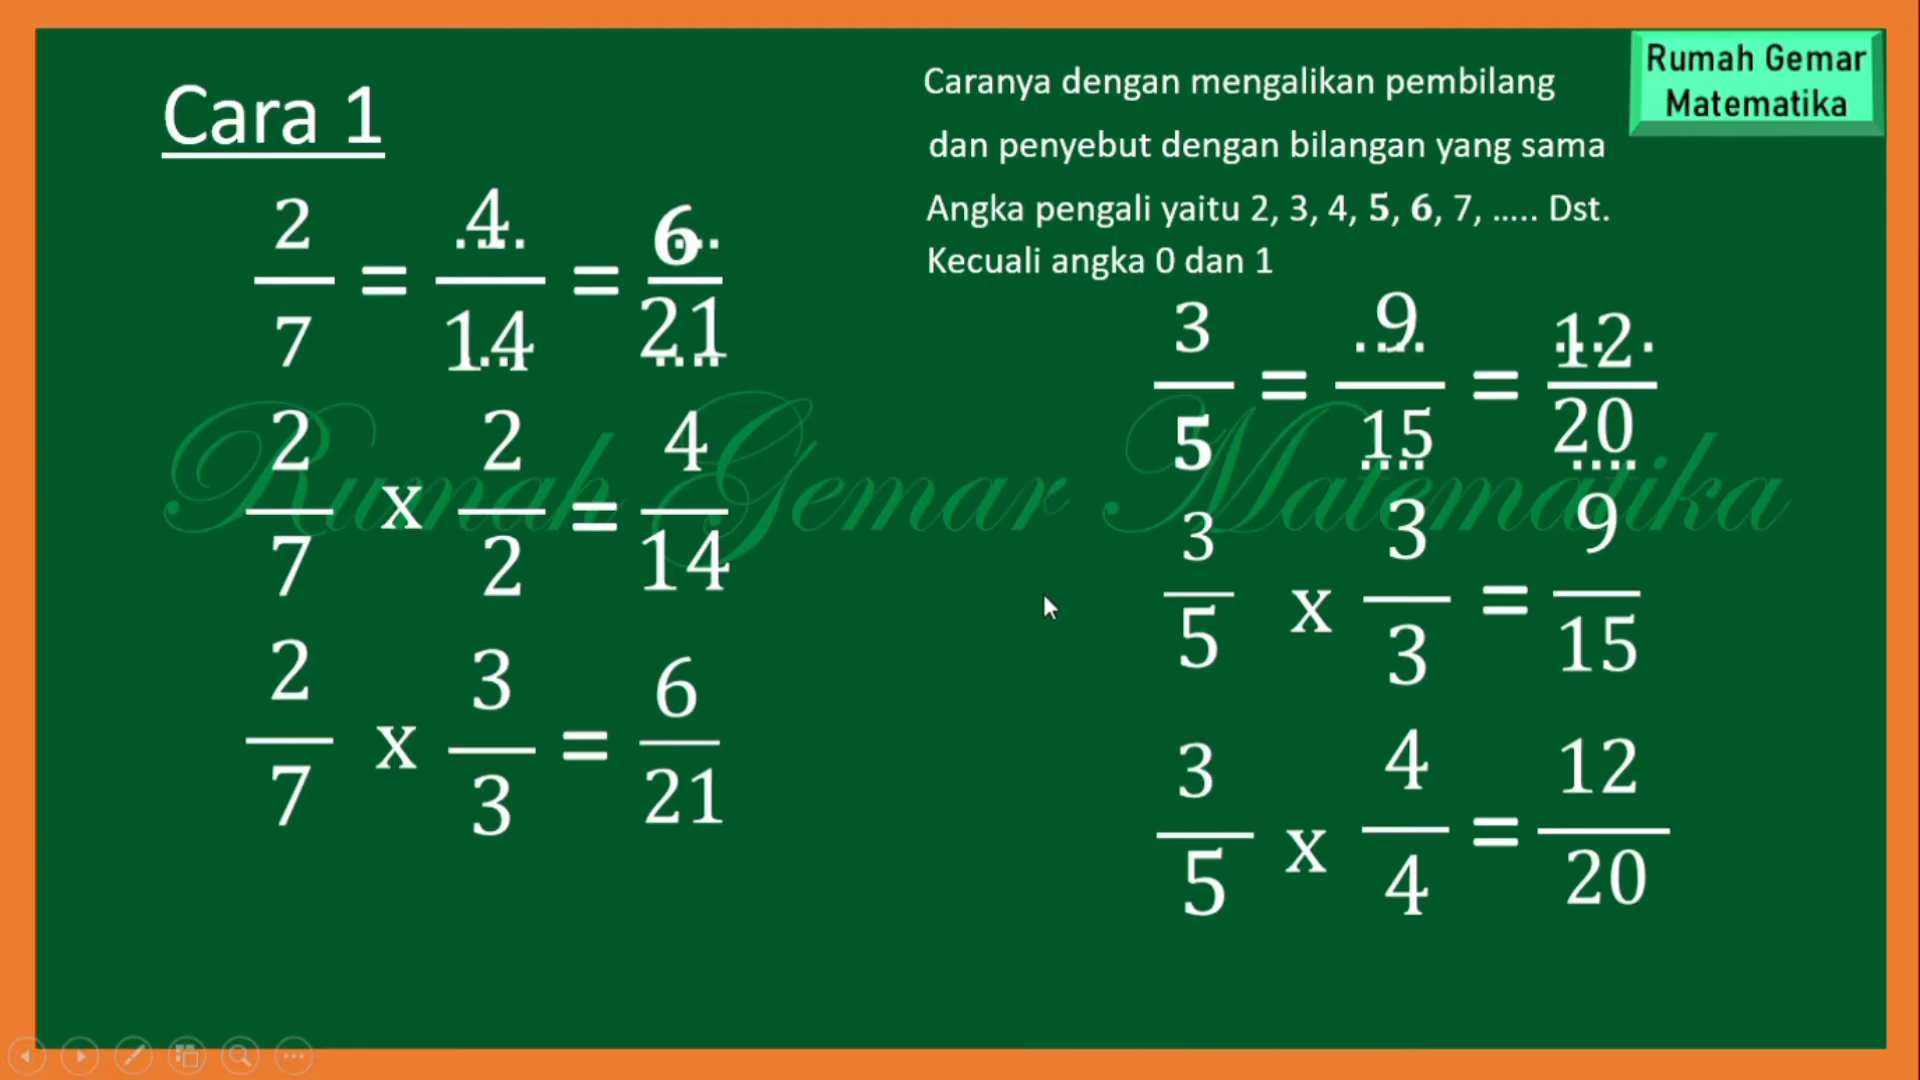 Rumah Gemar
Matematika
Cara 1
Caranya dengan mengalikan pembilang
dan penyebut dengan bilangan yang sama
Angka pengali yaitu 2, 3, 4, 5, 6, 7, ..... Dst.
Kecuali angka 0 dan 1
2 4 6
.... ....
= =
7 14 21
.... ....
2 2 4
x =
7 2 14
2 3 6
x =
7 3 21
3 9 12
.... ....
= =
5 15 20
.... ....
3 3 9
x =
5 3 15
3 4 12
x =
5 4 20
Rumah Gemar Matematika